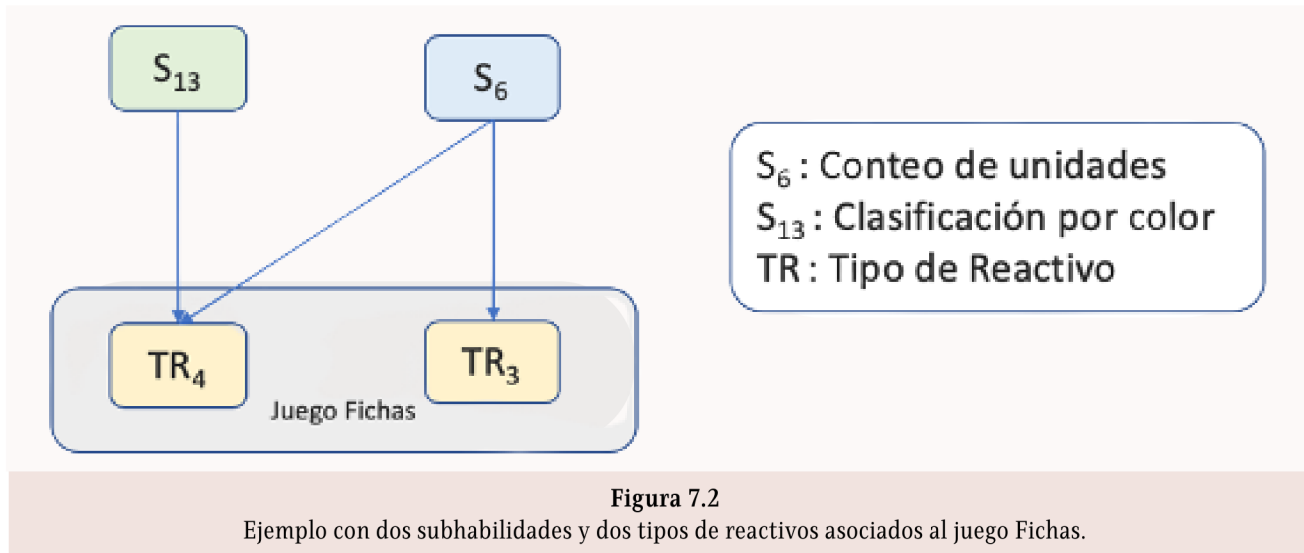 S₁₃
S₆
S₆ : Conteo de unidades
S₁₃ : Clasificación por color
TR : Tipo de Reactivo
TR₄
TR₃
Juego Fichas
Figura 7.2
Ejemplo con dos subhabilidades y dos tipos de reactivos asociados al juego Fichas.